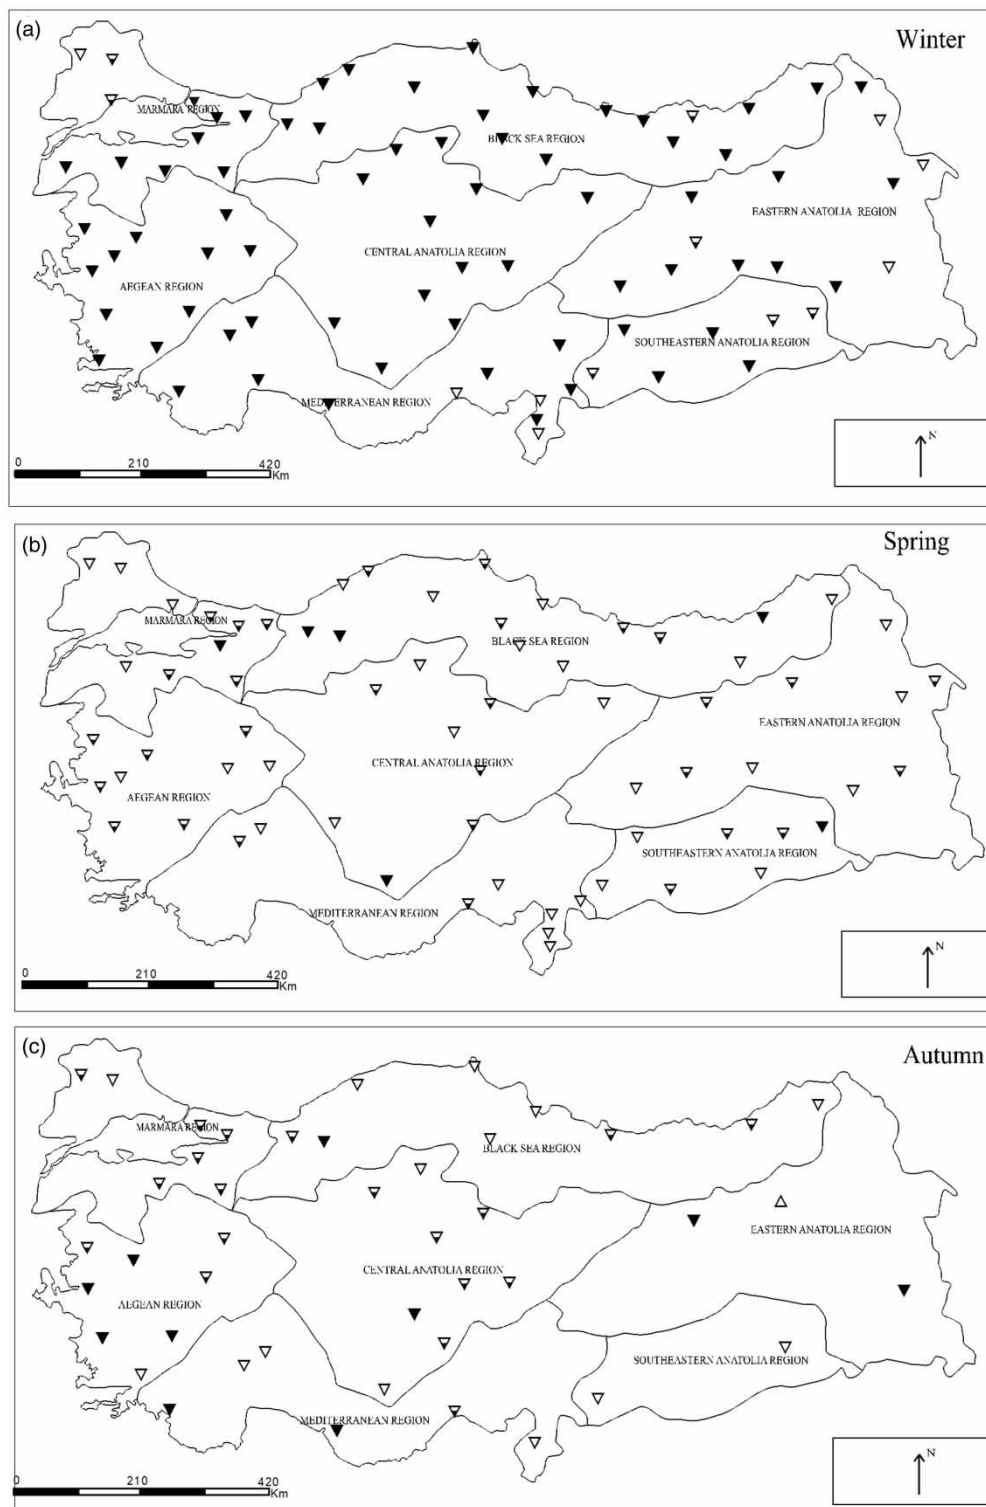 (a)
Winter
MARMARA REGION
BLACK SEA REGION
EASTERN ANATOLIA REGION
CENTRAL ANATOLIA REGION
AEGEAN REGION
SOUTHEASTERN ANATOLIA REGION
MEDITERRANEAN REGION
N
0 210 420
Km
(b)
Spring
MARMARA REGION
BLACK SEA REGION
EASTERN ANATOLIA REGION
CENTRAL ANATOLIA REGION
AEGEAN REGION
SOUTHEASTERN ANATOLIA REGION
MEDITERRANEAN REGION
N
0 210 420
Km
(c)
Autumn
MARMARA REGION
BLACK SEA REGION
EASTERN ANATOLIA REGION
CENTRAL ANATOLIA REGION
AEGEAN REGION
SOUTHEASTERN ANATOLIA REGION
MEDITERRANEAN REGION
N
0 210 420
Km